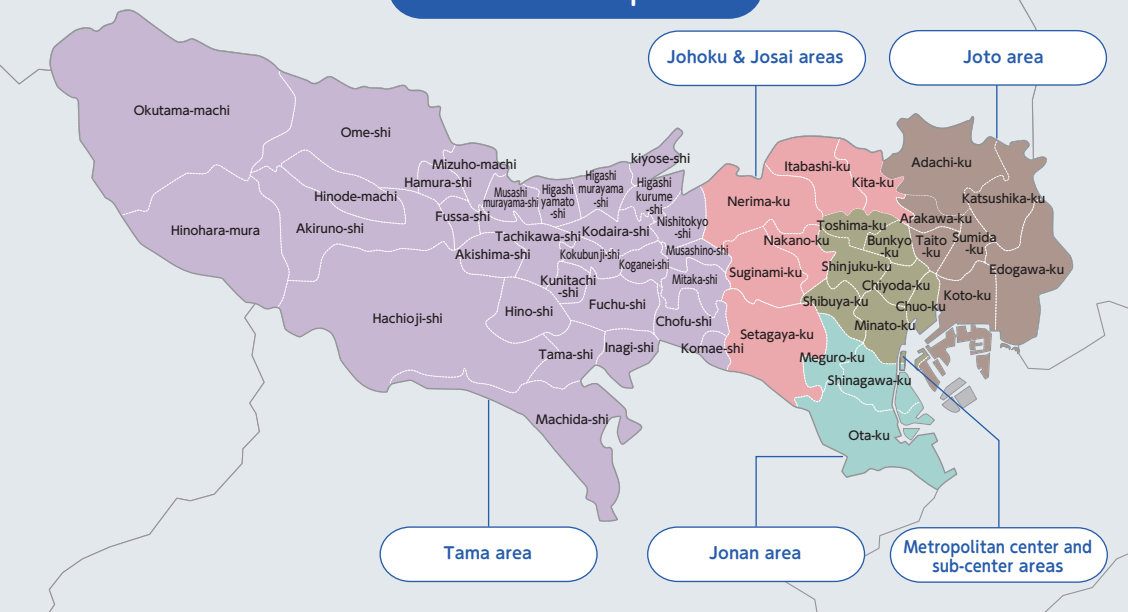 Johoku & Josai areas
Joto area
Okutama-machi
Ome-shi
Mizuho-machi
Hamura-shi
Hinode-machi
Hinohara-mura
Akiruno-shi
Fussa-shi
Musashi
murayama-shi
Higashi
yamato
-shi
Higashi
murayama
-shi
kiyose-shi
Higashi
kurume
-shi
Nishitokyo
-shi
Tachikawa-shi
Kodaira-shi
Akishima-shi
Kokubunji-shi
Koganei-shi
Musashino-shi
Mitaka-shi
Kunitachi
-shi
Hachioji-shi
Hino-shi
Fuchu-shi
Chofu-shi
Tama-shi
Inagi-shi
Komae-shi
Machida-shi
Itabashi-ku
Kita-ku
Nerima-ku
Nakano-ku
Suginami-ku
Setagaya-ku
Adachi-ku
Katsushika-ku
Arakawa-ku
Toshima-ku
Bunkyo
-ku
Taito
-ku
Sumida
-ku
Edogawa-ku
Shinjuku-ku
Chiyoda-ku
Koto-ku
Shibuya-ku
Chuo-ku
Minato-ku
Meguro-ku
Shinagawa-ku
Ota-ku
Tama area
Jonan area
Metropolitan center and
sub-center areas